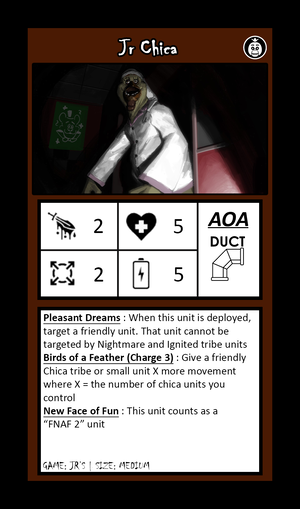 Jr Chica
2 5 AOA
DUCT
2 5
Pleasant Dreams : When this unit is deployed,
target a friendly unit. That unit cannot be
targeted by Nightmare and Ignited tribe units
Birds of a Feather (Charge 3) : Give a friendly
Chica tribe or small unit X more movement
where X = the number of chica units you
control
New Face of Fun : This unit counts as a
“FNAF 2” unit
GAME: JR'S | SIZE: MEDIUM